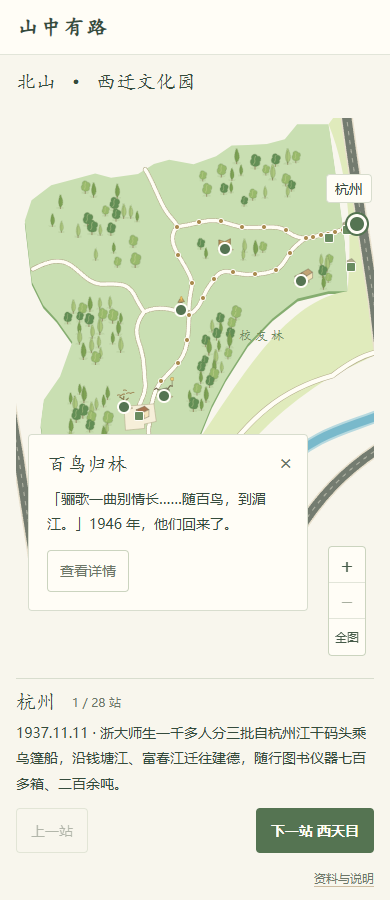 山中有路
北山 • 西迁文化园
杭州
校友林
百鸟归林
×
「骊歌一曲别情长……随百鸟，到湄
江。」1946 年，他们回来了。
查看详情
+
−
全图
杭州 1 / 28 站
1937.11.11 · 浙大师生一千多人分三批自杭州江干码头乘
乌篷船，沿钱塘江、富春江迁往建德，随行图书仪器七百
多箱、二百余吨。
上一站
下一站 西天目
资料与说明